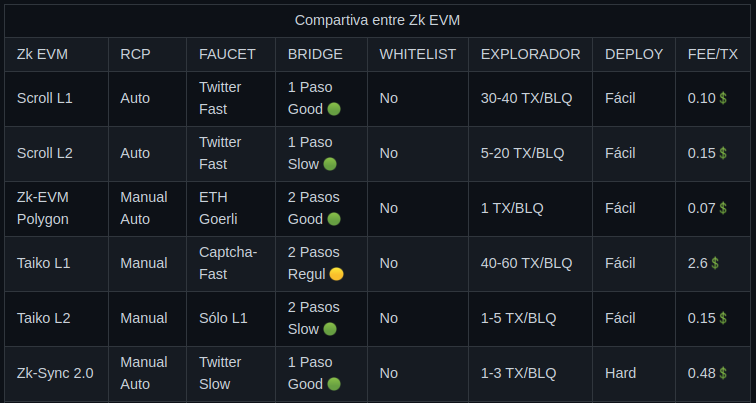 Compartiva entre Zk EVM
Zk EVM RCP FAUCET BRIDGE WHITELIST EXPLORADOR DEPLOY FEE/TX
Scroll L1 Auto Twitter Fast 1 Paso Good 🟢 No 30-40 TX/BLQ Fácil 0.10💲
Scroll L2 Auto Twitter Fast 1 Paso Slow 🟢 No 5-20 TX/BLQ Fácil 0.15💲
Zk-EVM Polygon Manual Auto ETH Goerli 2 Pasos Good 🟢 No 1 TX/BLQ Fácil 0.07💲
Taiko L1 Manual Captcha-Fast 2 Pasos Regul 🟡 No 40-60 TX/BLQ Fácil 2.6💲
Taiko L2 Manual Sólo L1 2 Pasos Slow 🟢 No 1-5 TX/BLQ Fácil 0.15💲
Zk-Sync 2.0 Manual Auto Twitter Slow 1 Paso Good 🟢 No 1-3 TX/BLQ Hard 0.48💲